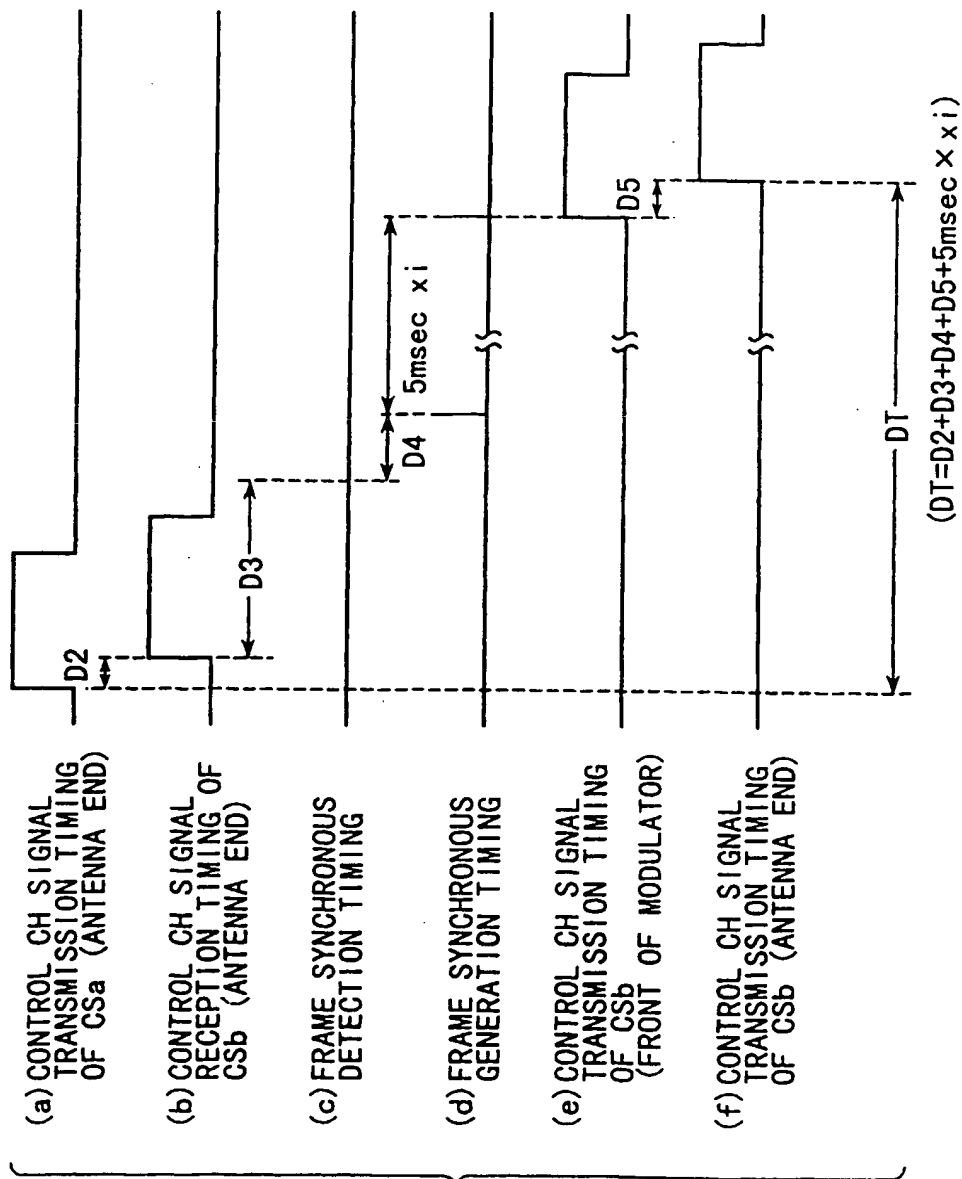 (a) CONTROL CH SIGNAL
TRANSMISSION TIMING
OF CSa (ANTENNA END)
D2
(b) CONTROL CH SIGNAL
RECEPTION TIMING OF
CSb (ANTENNA END)
D3
(c) FRAME SYNCHRONOUS
DETECTION TIMING
D4
5msec xi
(d) FRAME SYNCHRONOUS
GENERATION TIMING
(e) CONTROL CH SIGNAL
TRANSMISSION TIMING
OF CSb
(FRONT OF MODULATOR)
D5
(f) CONTROL CH SIGNAL
TRANSMISSION TIMING
OF CSb (ANTENNA END)
DT
(DT=D2+D3+D4+D5+5msec × xi)